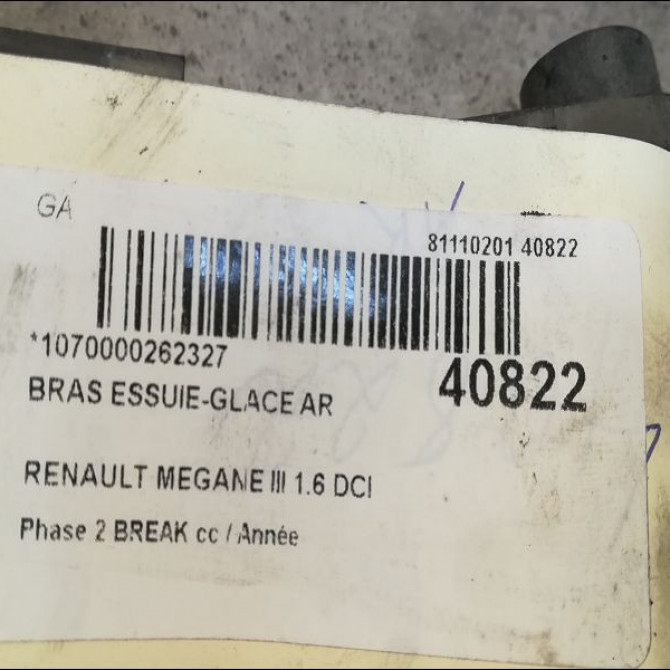 GA
81110201 40822
*1070000262327
40822
BRAS ESSUIE-GLACE AR
RENAULT MEGANE III 1.6 DCI
Phase 2 BREAK cc / Année